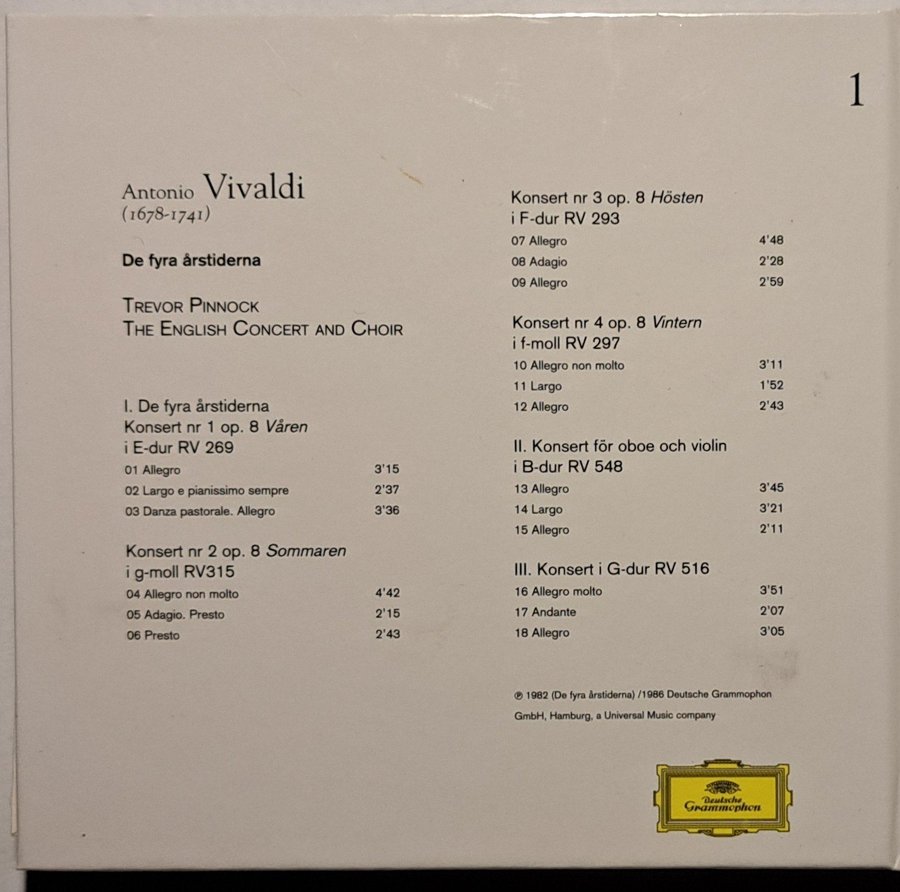 1
Antonio Vivaldi
(1678-1741)
De fyra årstiderna
TREVOR PINNOCK
THE ENGLISH CONCERT AND CHOIR
I. De fyra årstiderna
Konsert nr 1 op. 8 Våren
i E-dur RV 269
01 Allegro 3'15
02 Largo e pianissimo sempre 2'37
03 Danza pastorale. Allegro 3'36
Konsert nr 2 op. 8 Sommaren
i g-moll RV315
04 Allegro non molto 4'42
05 Adagio. Presto 2'15
06 Presto 2'43
Konsert nr 3 op. 8 Hösten
i F-dur RV 293
07 Allegro 4'48
08 Adagio 2'28
09 Allegro 2'59
Konsert nr 4 op. 8 Vintern
i f-moll RV 297
10 Allegro non molto 3'11
11 Largo 1'52
12 Allegro 2'43
II. Konsert för oboe och violin
i B-dur RV 548
13 Allegro 3'45
14 Largo 3'21
15 Allegro 2'11
III. Konsert i G-dur RV 516
16 Allegro molto 3'51
17 Andante 2'07
18 Allegro 3'05
℗ 1982 (De fyra årstiderna) /1986 Deutsche Grammophon
GmbH, Hamburg, a Universal Music company
Deutsche
Grammophon